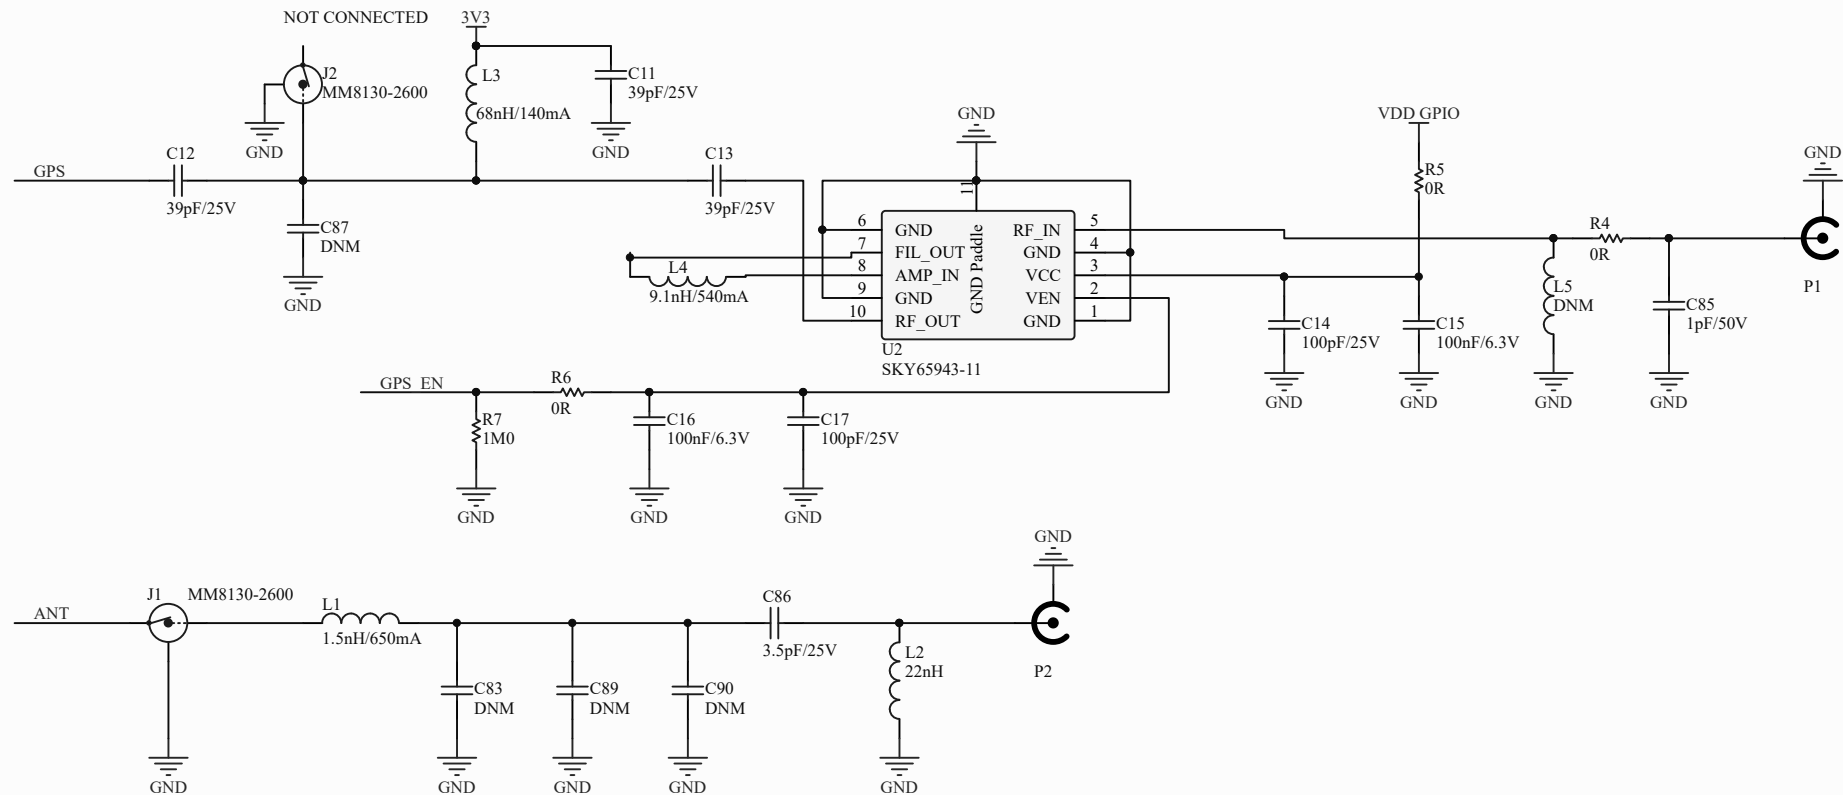 NOT CONNECTED
3V3
J2
MM8130-2600
L3
68nH/140mA
C11
39pF/25V
GND
GND
GND
VDD GPIO
GPS
C12
39pF/25V
C13
39pF/25V
C87
DNM
GND
R5
0R
GND
11
6
GND
7
FIL_OUT
8
AMP_IN
9
GND
10
RF_OUT
GND Paddle
RF_IN
5
GND
4
VCC
3
VEN
2
GND
1
U2
SKY65943-11
L4
9.1nH/540mA
R4
0R
P1
L5
DNM
C85
1pF/50V
C14
100pF/25V
C15
100nF/6.3V
GND
GND
GND
GND
GPS_EN
R6
0R
R7
1M0
C16
100nF/6.3V
C17
100pF/25V
GND
GND
GND
GND
ANT
J1
MM8130-2600
L1
1.5nH/650mA
C86
3.5pF/25V
L2
22nH
P2
C83
DNM
C89
DNM
C90
DNM
GND
GND
GND
GND
GND